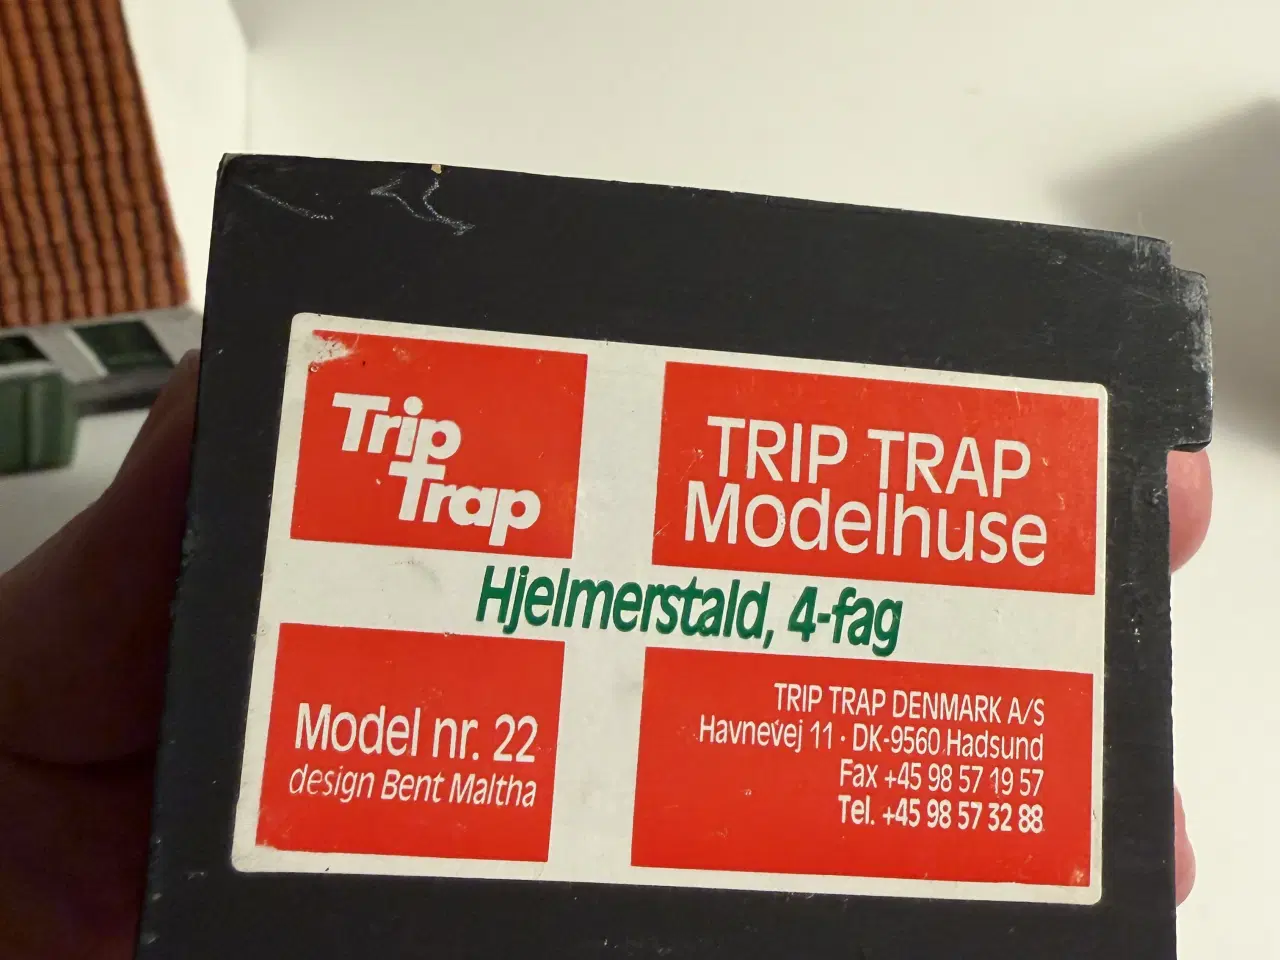 Trip
Trap
TRIP TRAP
Modelhuse
Hjelmerstald, 4-fag
Model nr. 22
design Bent Maltha
TRIP TRAP DENMARK A/S
Havnevej 11 · DK-9560 Hadsund
Fax +45 98 57 19 57
Tel. +45 98 57 32 88